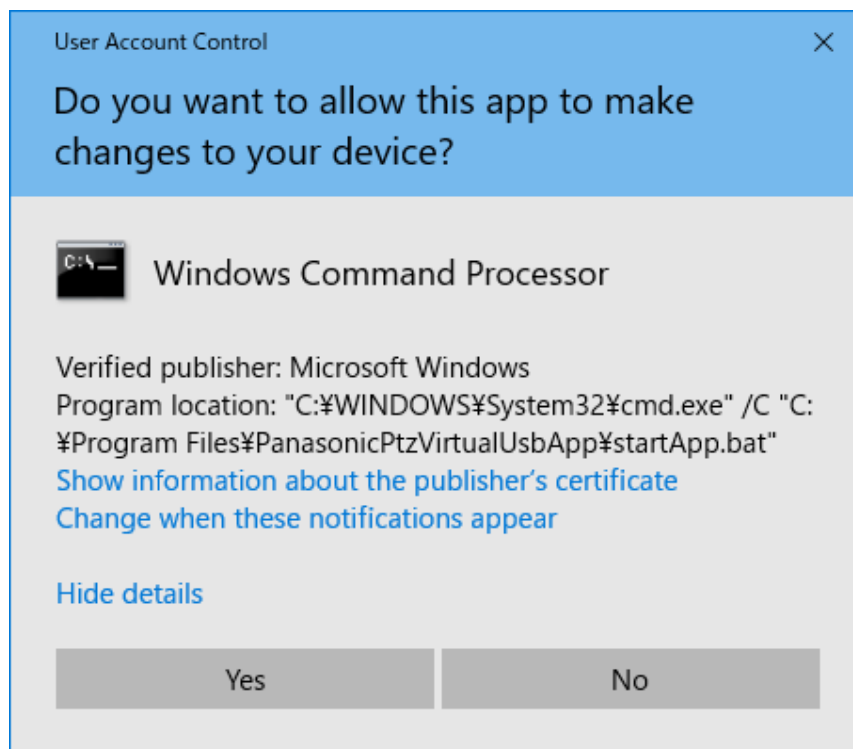 User Account Control
Do you want to allow this app to make
changes to your device?
C:\
Windows Command Processor
Verified publisher: Microsoft Windows
Program location: "C:¥WINDOWS¥System32¥cmd.exe" /C "C:
¥Program Files¥PanasonicPtzVirtualUsbApp¥startApp.bat"
Show information about the publisher's certificate
Change when these notifications appear
Hide details
Yes
No